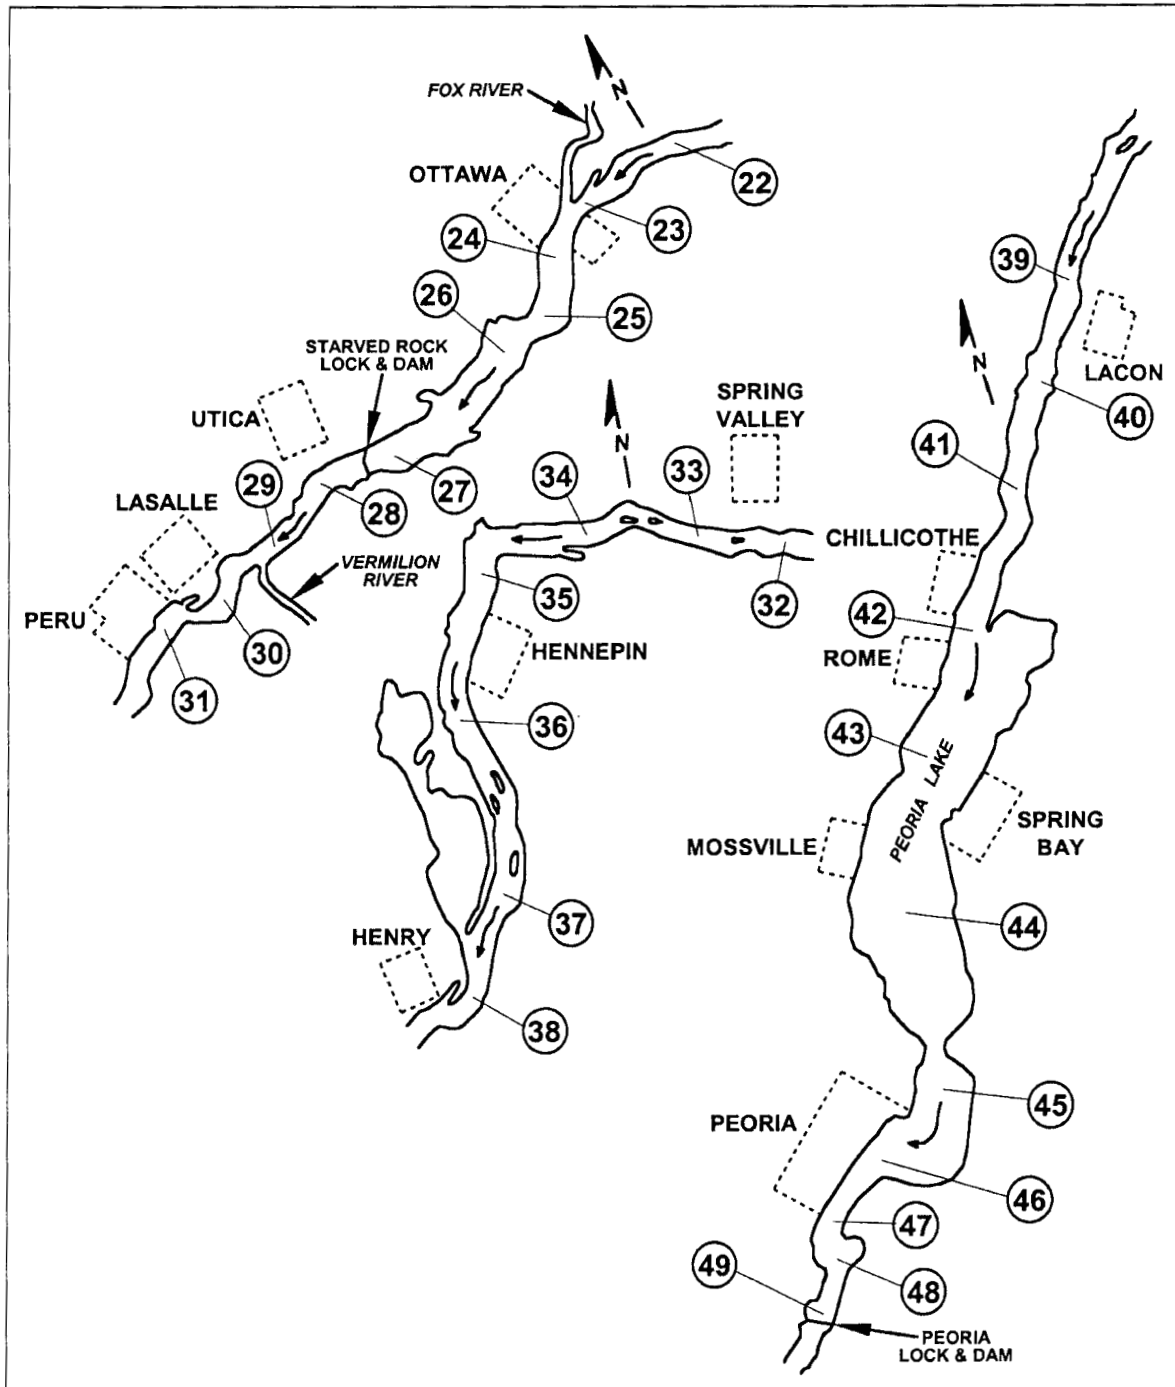 N
FOX RIVER
OTTAWA
22
23
24
25
26
STARVED ROCK
LOCK & DAM
UTICA
27
28
29
LASALLE
VERMILION
RIVER
PERU
30
31
N
SPRING
VALLEY
34
33
32
35
HENNEPIN
36
37
HENRY
38
N
39
LACON
40
41
CHILLICOTHE
42
ROME
43
PEORIA LAKE
SPRING
BAY
MOSSVILLE
44
45
PEORIA
46
47
48
49
PEORIA
LOCK & DAM